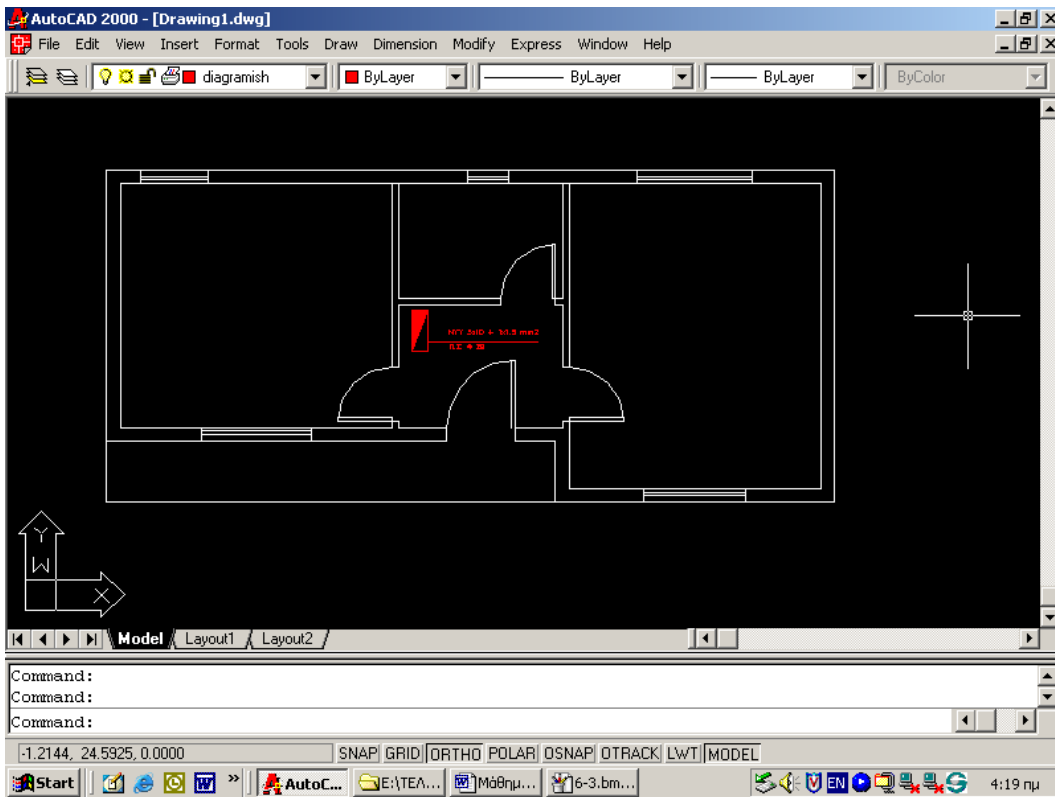 AutoCAD 2000 - [Drawing1.dwg]
File Edit View Insert Format Tools Draw Dimension Modify Express Window Help
diagramish ByLayer ByLayer ByLayer ByColor
mm2
Y
W
X
Model Layout1 Layout2
Command:
Command:
Command:
-1.2144, 24.5925, 0.0000 SNAP GRID ORTHO POLAR OSNAP OTRACK LWT MODEL
Start W » AutoC... E:\ΤΕΛ... Μάθημ... 6-3.bm... EN 4:19 πμ